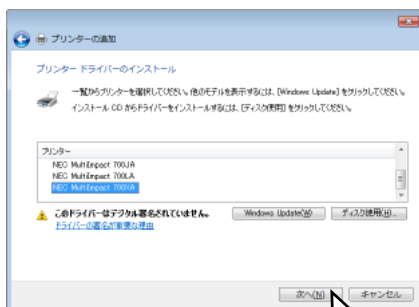 プリンターの追加
プリンター ドライバーのインストール
一覧からプリンターを選択してください。他のモデルを表示するには、[Windows Update] をクリックしてください。
インストール CD からドライバーをインストールするには、[ディスク使用] をクリックしてください。
プリンター
NEC MultiImpact 700JA
NEC MultiImpact 700LA
NEC MultiImpact 700XA
このドライバーはデジタル署名されていません。
Windows Update(W)
ディスク使用(H)...
ドライバーの署名が重要な理由
次へ(N)
キャンセル